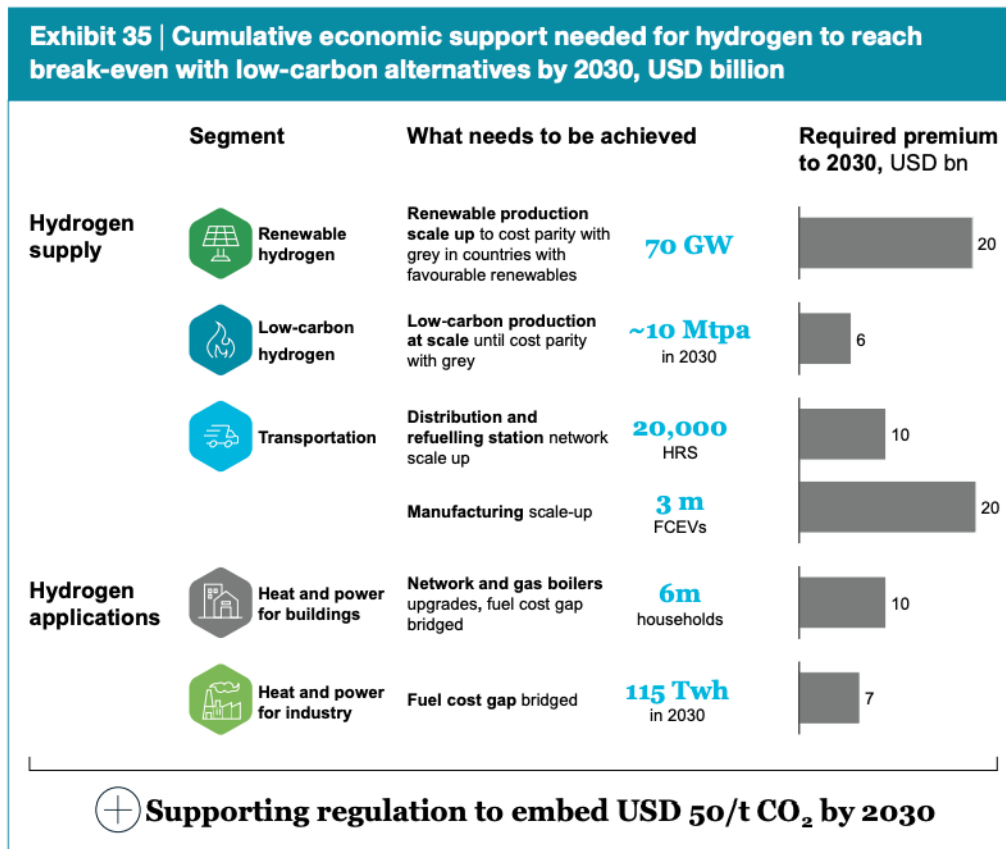 Exhibit 35 | Cumulative economic support needed for hydrogen to reach
break-even with low-carbon alternatives by 2030, USD billion
Segment
What needs to be achieved
Required premium
to 2030, USD bn
Hydrogen
supply
Renewable
hydrogen
Renewable production
scale up to cost parity with
grey in countries with
favourable renewables
70 GW
20
Low-carbon
hydrogen
Low-carbon production
at scale until cost parity
with grey
~10 Mtpa
in 2030
6
Transportation
Distribution and
refuelling station network
scale up
20,000
HRS
10
Manufacturing scale-up
3 m
FCEVs
20
Hydrogen
applications
Heat and power
for buildings
Network and gas boilers
upgrades, fuel cost gap
bridged
6m
households
10
Heat and power
for industry
Fuel cost gap bridged
115 Twh
in 2030
7
Supporting regulation to embed USD 50/t CO₂ by 2030